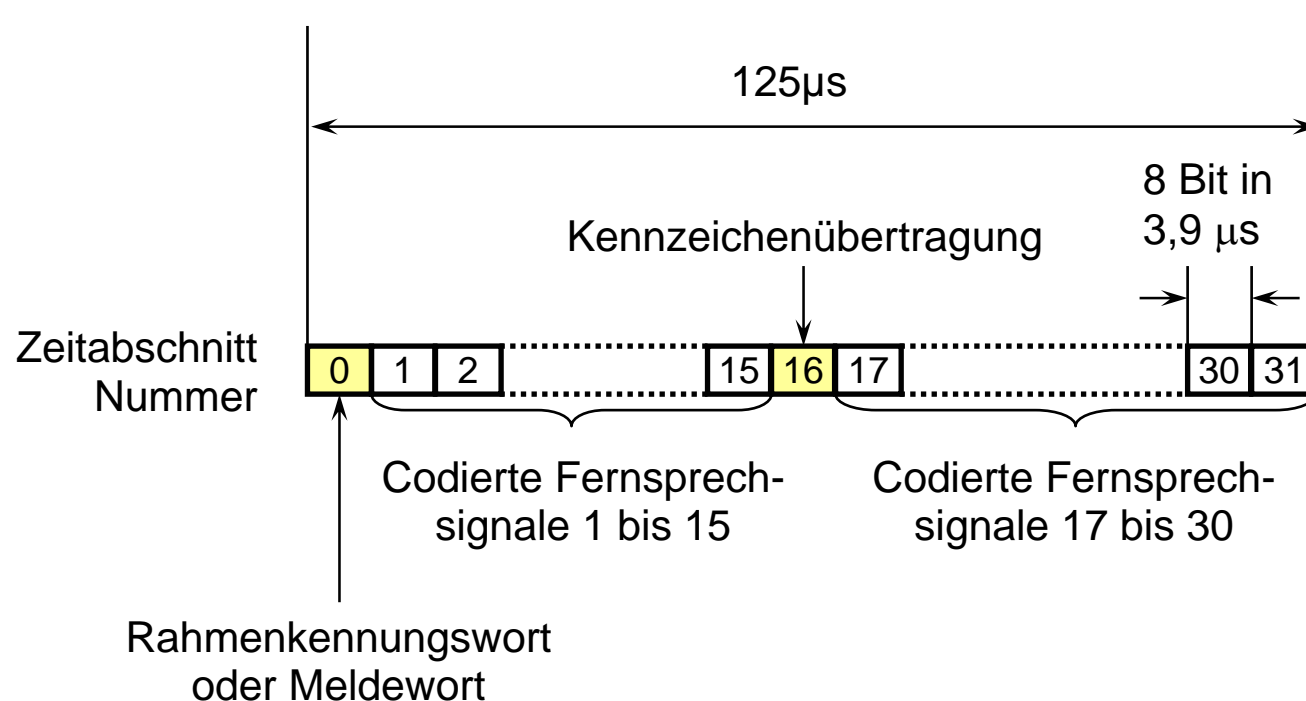 125µs
8 Bit in
3,9 µs
Kennzeichenübertragung
Zeitabschnitt
Nummer
0 1 2 15 16 17 30 31
Codierte Fernsprech-
signale 1 bis 15
Codierte Fernsprech-
signale 17 bis 30
Rahmenkennungswort
oder Meldewort